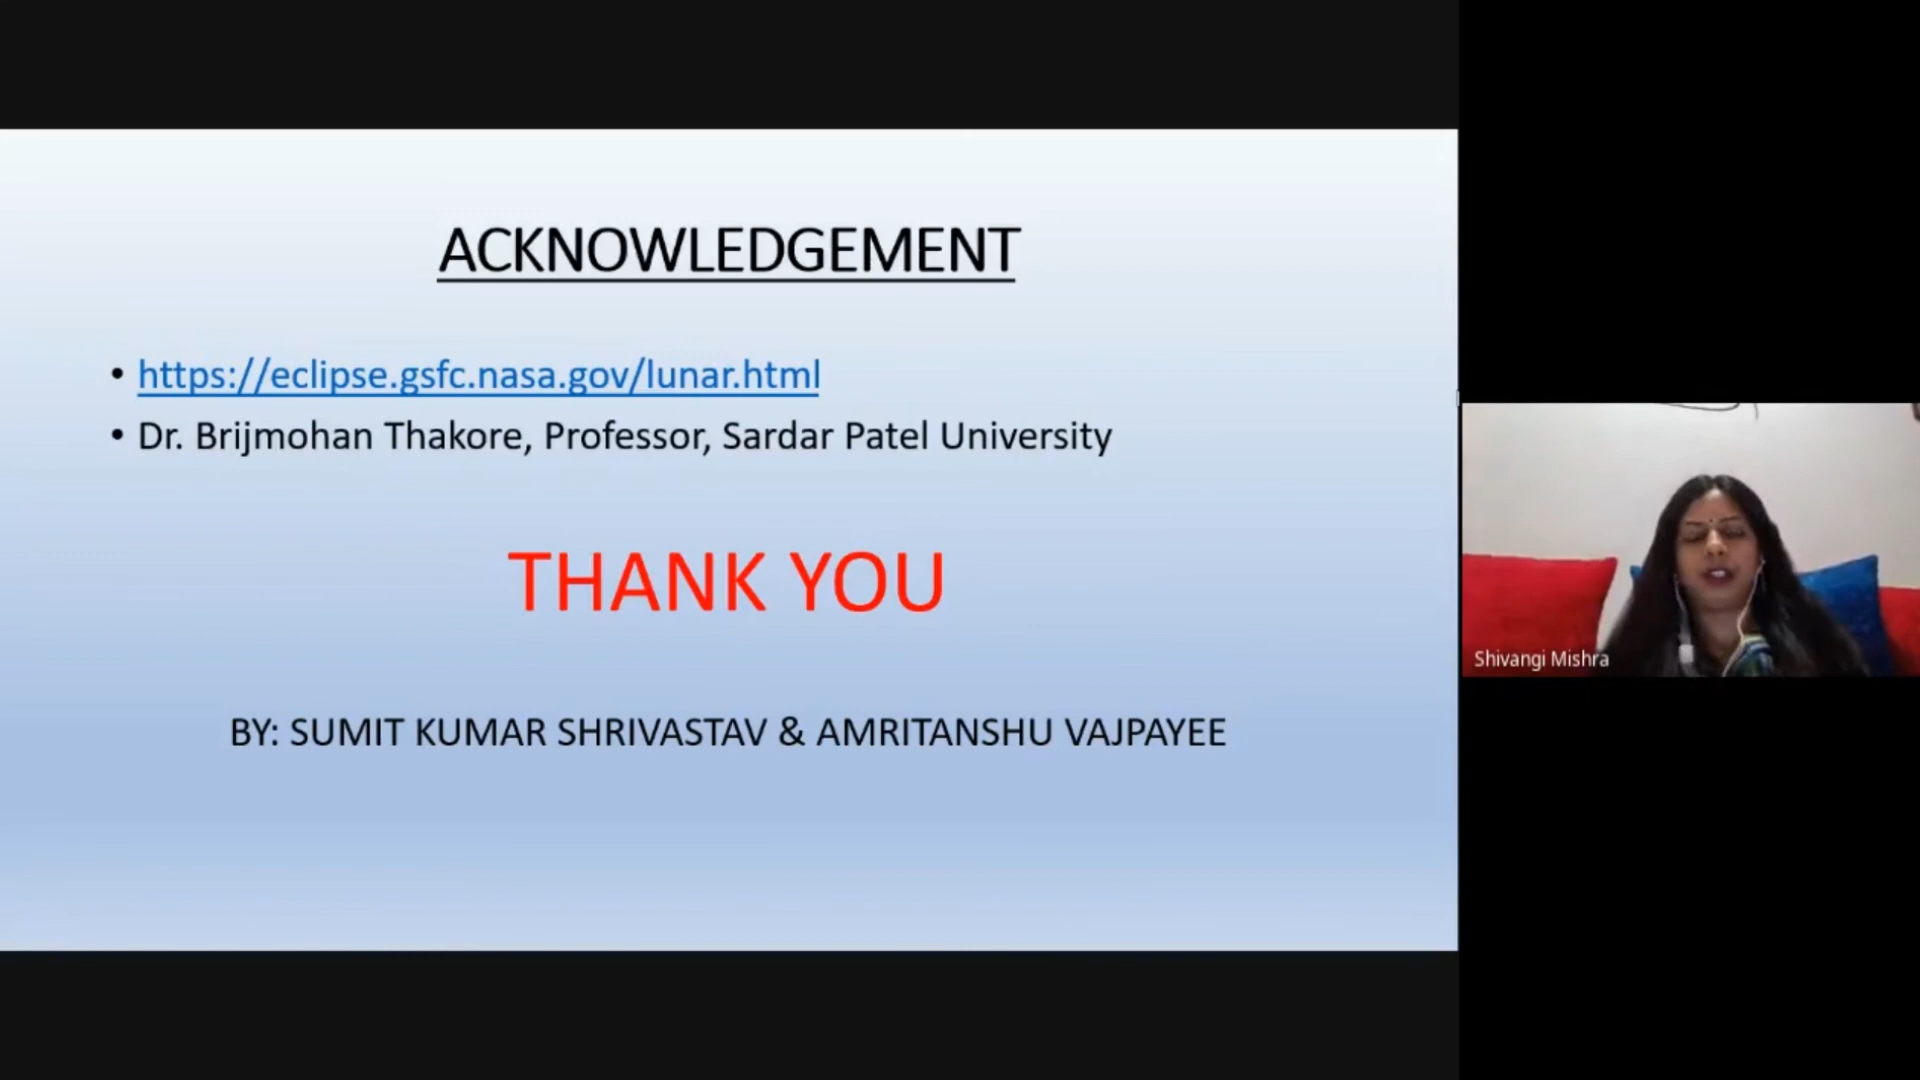 ACKNOWLEDGEMENT
• https://eclipse.gsfc.nasa.gov/lunar.html
• Dr. Brijmohan Thakore, Professor, Sardar Patel University
THANK YOU
BY: SUMIT KUMAR SHRIVASTAV & AMRITANSHU VAJPAYEE
Shivangi Mishra